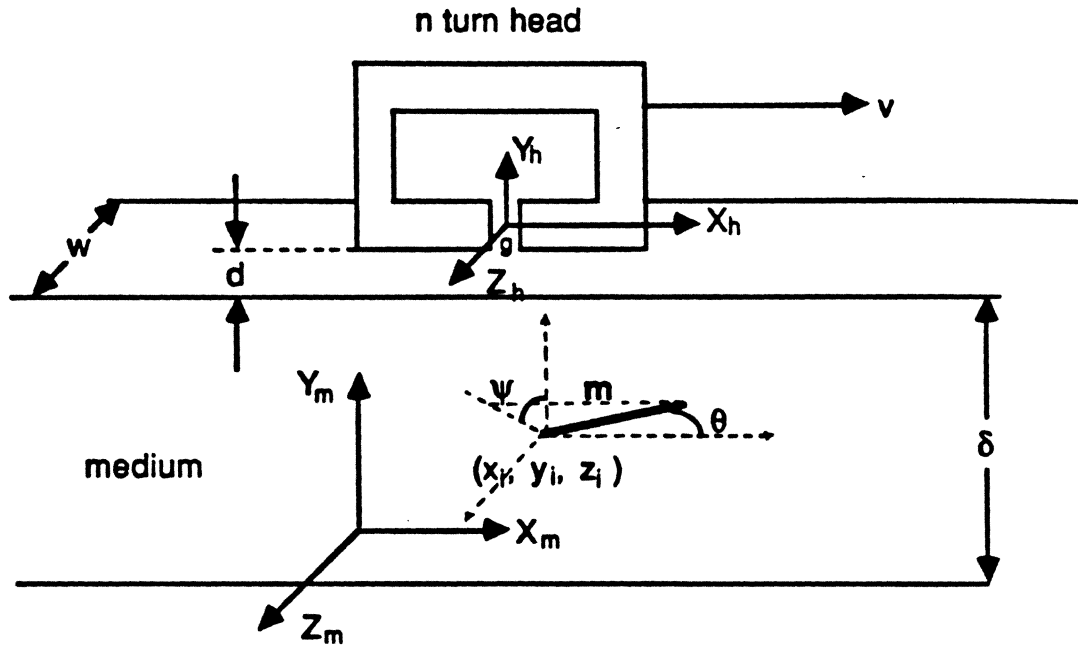 n turn head
v
Yh
Xh
w
g
d
Zh
Ym
ψ
m
θ
δ
medium
(xi, yi, zi)
Xm
Zm